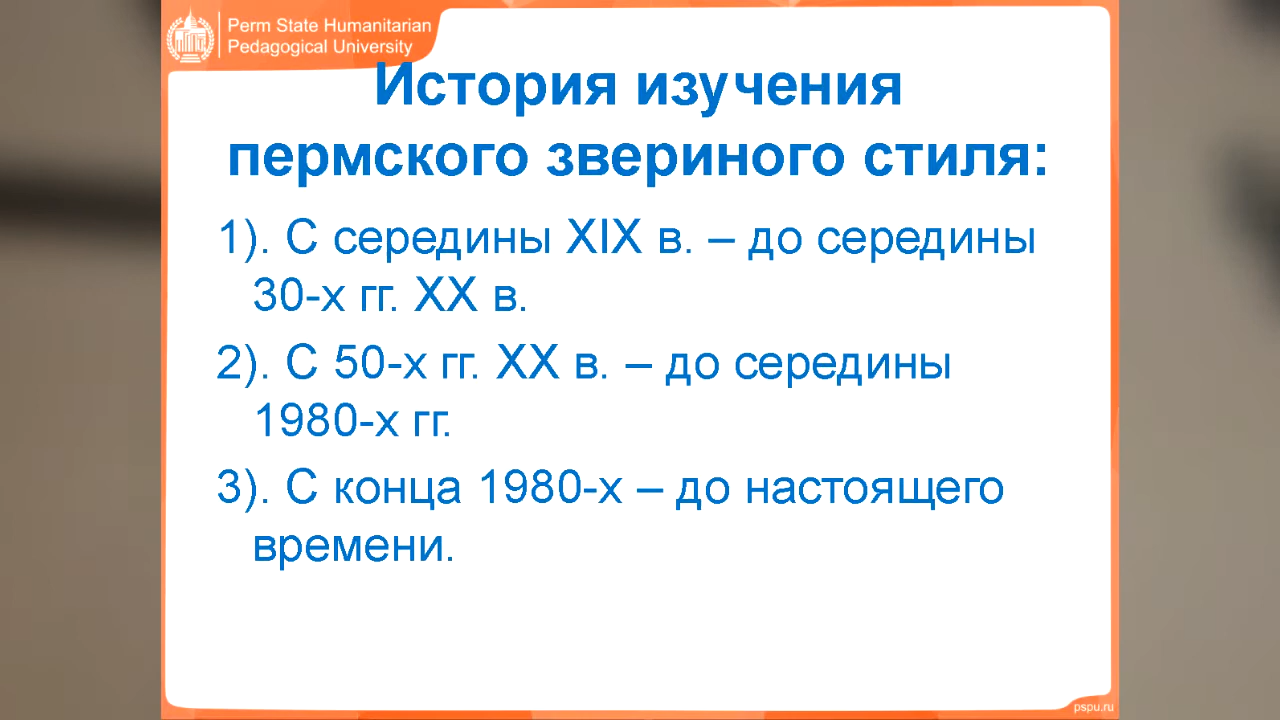 Perm State Humanitarian
Pedagogical University
История изучения
пермского звериного стиля:
1). С середины XIX в. – до середины
30-х гг. XX в.
2). С 50-х гг. XX в. – до середины
1980-х гг.
3). С конца 1980-х – до настоящего
времени.
pspu.ru